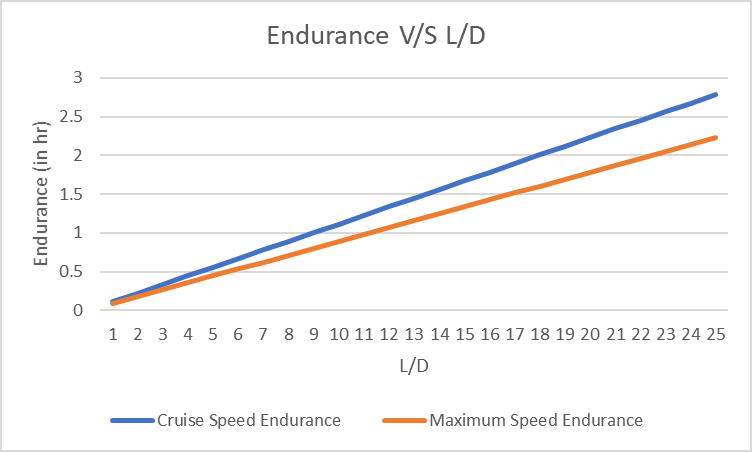 Endurance V/S L/D
Endurance (in hr)
3
2.5
2
1.5
1
0.5
0
1 2 3 4 5 6 7 8 9 10 11 12 13 14 15 16 17 18 19 20 21 22 23 24 25
L/D
Cruise Speed Endurance Maximum Speed Endurance